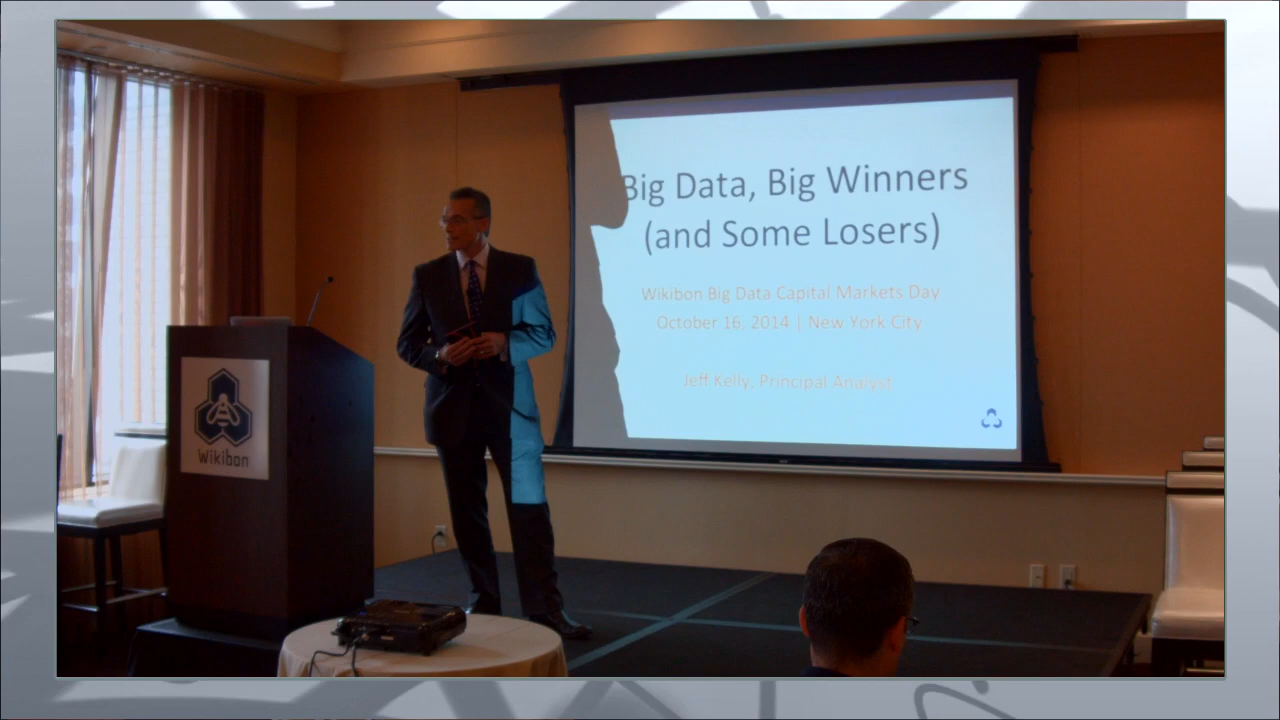 Big Data, Big Winners
(and Some Losers)
Wikibon Big Data Capital Markets Day
October 16, 2014 | New York City
Jeff Kelly, Principal Analyst
Wikibon